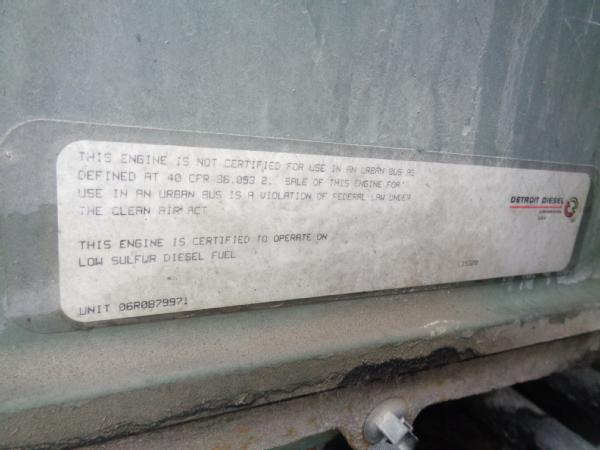 THIS ENGINE IS NOT CERTIFIED FOR USE IN AN URBAN BUS AS
DEFINED AT 40 CFR 86.093 2. SALE OF THIS ENGINE FOR
USE IN AN URBAN BUS IS A VIOLATION OF FEDERAL LAW UNDER
THE CLEAN AIR ACT
DETROIT DIESEL
THIS ENGINE IS CERTIFIED TO OPERATE ON
LOW SULFUR DIESEL FUEL
UNIT 06R0879971